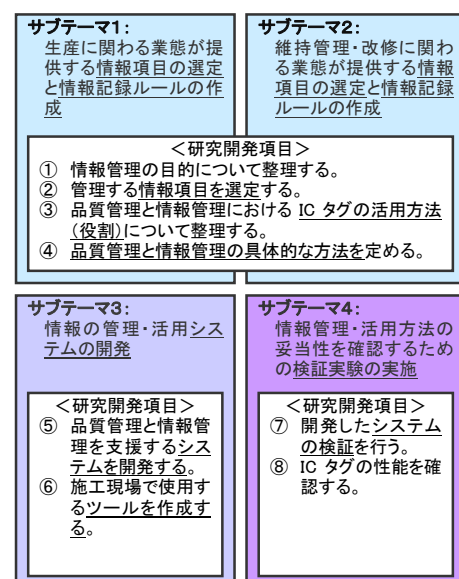 サブテーマ1：
生産に関わる業態が提
供する情報項目の選定
と情報記録ルールの作
成
サブテーマ2：
維持管理・改修に関わ
る業態が提供する情報
項目の選定と情報記録
ルールの作成
＜研究開発項目＞
① 情報管理の目的について整理する。
② 管理する情報項目を選定する。
③ 品質管理と情報管理における IC タグの活用方法
（役割）について整理する。
④ 品質管理と情報管理の具体的な方法を定める。
サブテーマ3：
情報の管理・活用シス
テムの開発
＜研究開発項目＞
⑤ 品質管理と情報管
理を支援するシス
テムを開発する。
⑥ 施工現場で使用す
るツールを作成す
る。
サブテーマ4：
情報管理・活用方法の
妥当性を確認するため
の検証実験の実施
＜研究開発項目＞
⑦ 開発したシステム
の検証を行う。
⑧ IC タグの性能を確
認する。